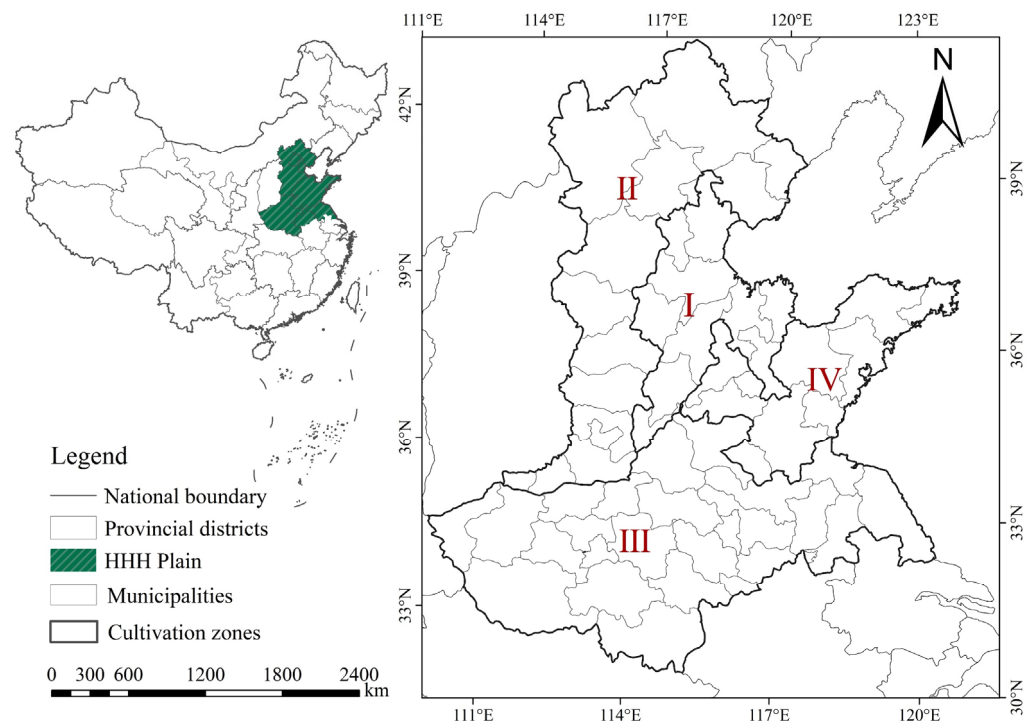 111°E 114°E 117°E 120°E 123°E
N
42°N
39°N
39°N
36°N
36°N
33°N
33°N
30°N
II
I
IV
III
Legend
National boundary
Provincial districts
HHH Plain
Municipalities
Cultivation zones
0 300 600 1200 1800 2400
km
111°E 114°E 117°E 120°E